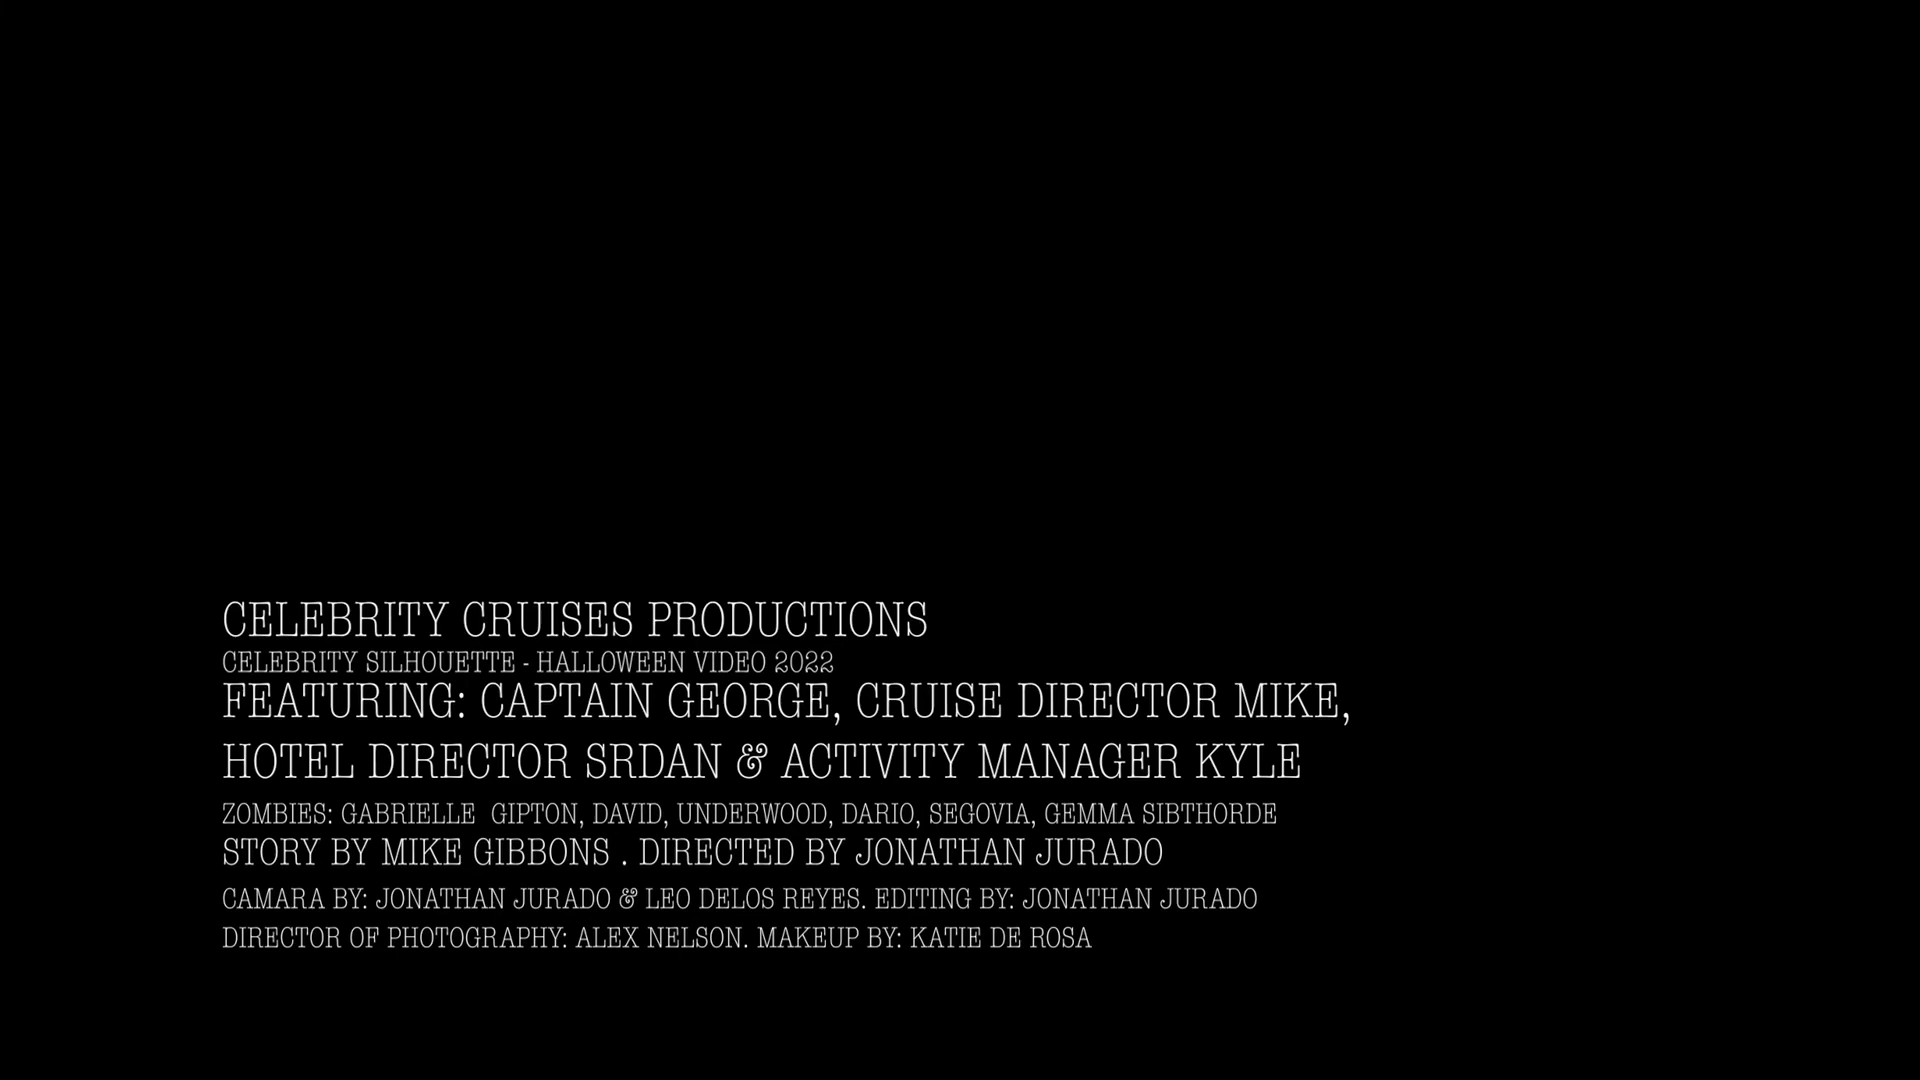 CELEBRITY CRUISES PRODUCTIONS
CELEBRITY SILHOUETTE - HALLOWEEN VIDEO 2022
FEATURING: CAPTAIN GEORGE, CRUISE DIRECTOR MIKE,
HOTEL DIRECTOR SRDAN & ACTIVITY MANAGER KYLE
ZOMBIES: GABRIELLE  GIPTON, DAVID, UNDERWOOD, DARIO, SEGOVIA, GEMMA SIBTHORDE
STORY BY MIKE GIBBONS . DIRECTED BY JONATHAN JURADO
CAMARA BY: JONATHAN JURADO & LEO DELOS REYES. EDITING BY: JONATHAN JURADO
DIRECTOR OF PHOTOGRAPHY: ALEX NELSON. MAKEUP BY: KATIE DE ROSA